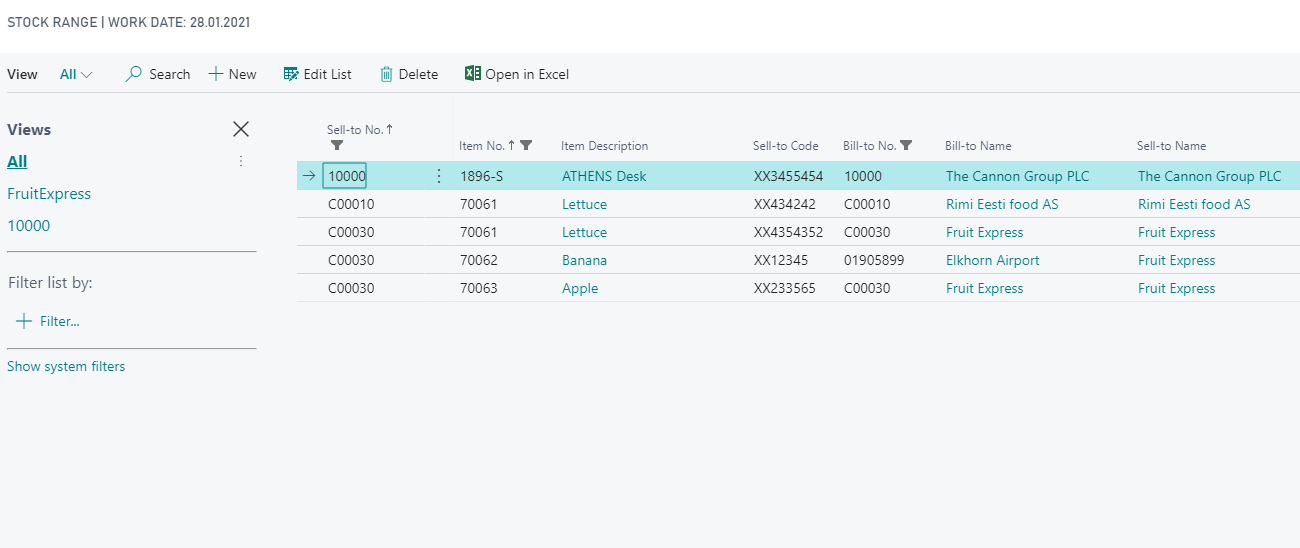 STOCK RANGE | WORK DATE: 28.01.2021
View All Search New Edit List Delete Open in Excel
Views
All
FruitExpress
10000
Filter list by:
Filter...
Show system filters
Sell-to No. Item No. Item Description Sell-to Code Bill-to No. Bill-to Name Sell-to Name
10000 1896-S ATHENS Desk XX3455454 10000 The Cannon Group PLC The Cannon Group PLC
C00010 70061 Lettuce XX434242 C00010 Rimi Eesti food AS Rimi Eesti food AS
C00030 70061 Lettuce XX4354352 C00030 Fruit Express Fruit Express
C00030 70062 Banana XX12345 01905899 Elkhorn Airport Fruit Express
C00030 70063 Apple XX233565 C00030 Fruit Express Fruit Express